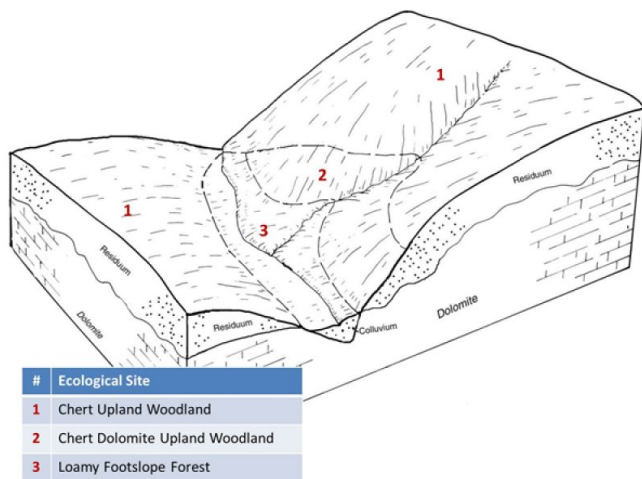 1
1
2
3
Residuum
Residuum
Dolomite
Residuum
Colluvium
Dolomite
# Ecological Site
1 Chert Upland Woodland
2 Chert Dolomite Upland Woodland
3 Loamy Footslope Forest